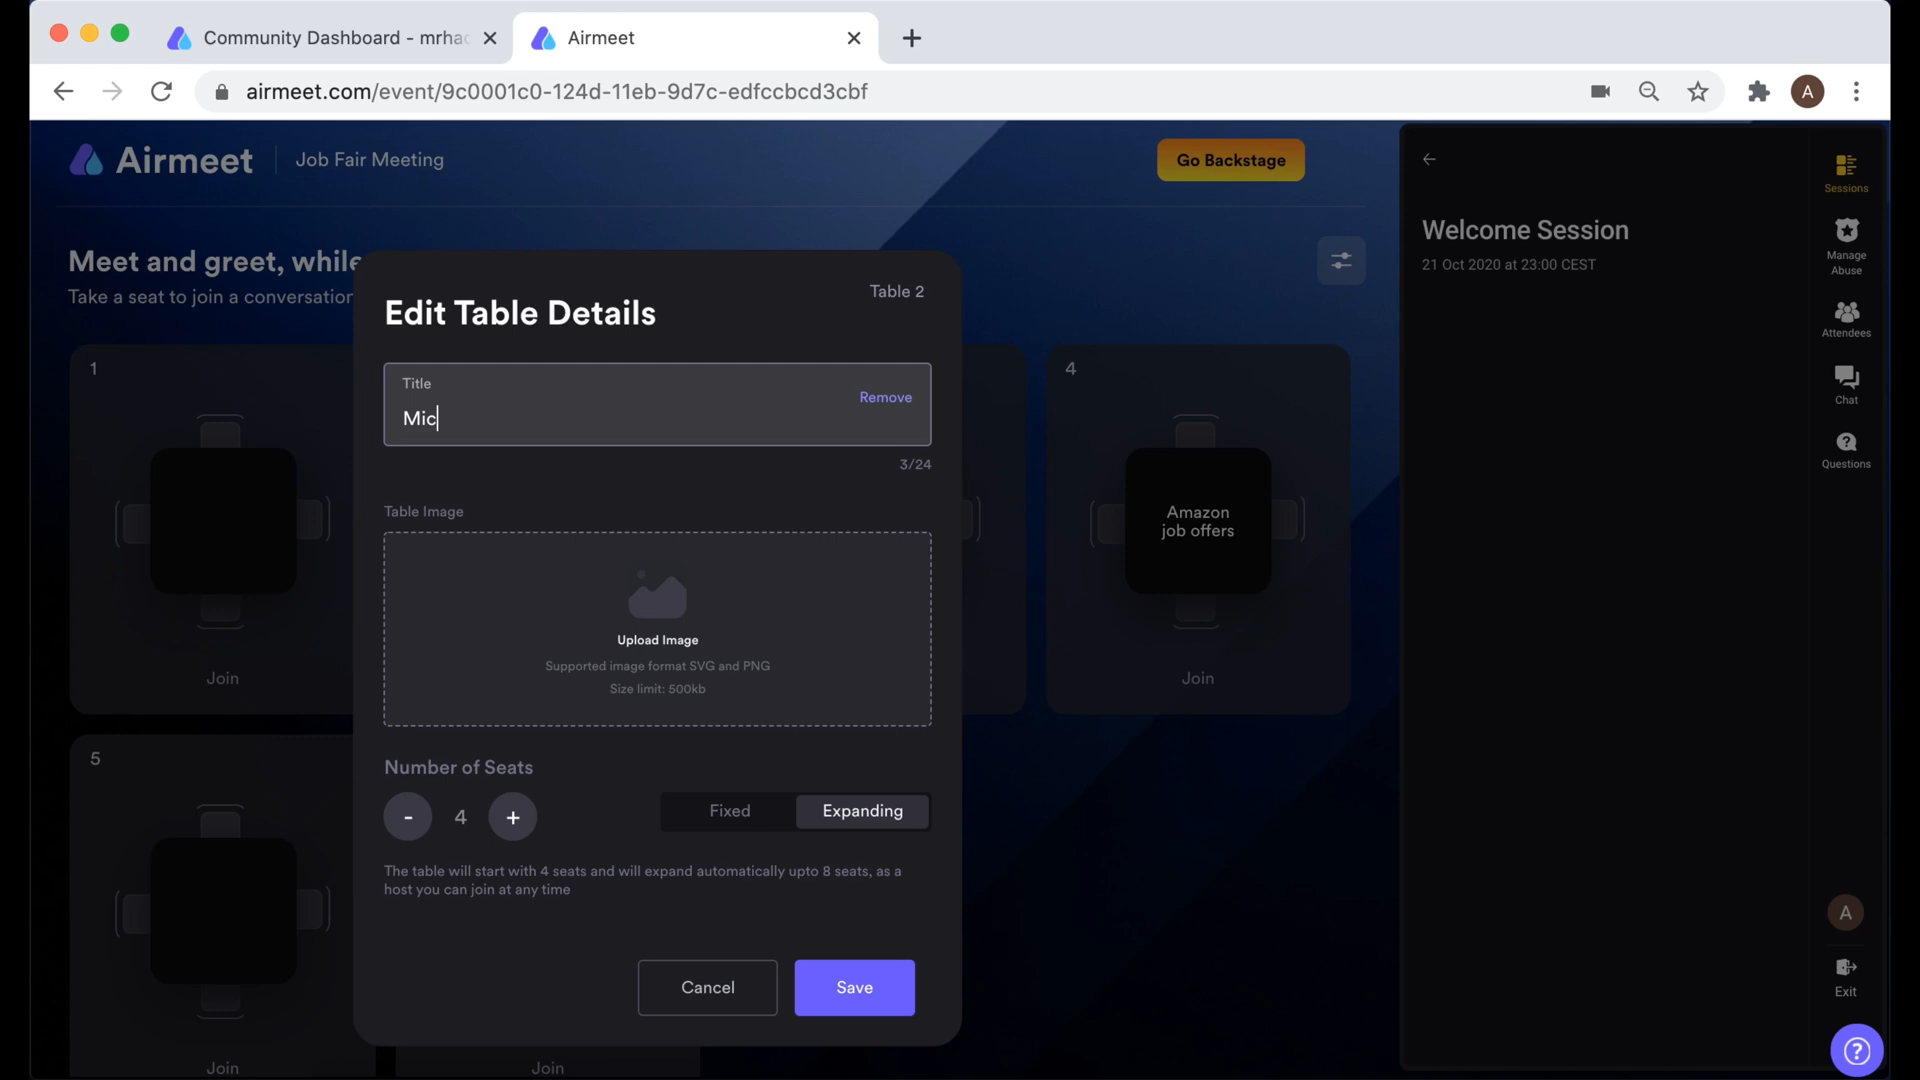 Community Dashboard - mrhac
Airmeet
airmeet.com/event/9c0001c0-124d-11eb-9d7c-edfccbcd3cbf
A
Airmeet
Job Fair Meeting
Go Backstage
Meet and greet, while
Take a seat to join a conversation
1
Join
4
Amazon
job offers
Join
5
Join
Join
Edit Table Details
Table 2
Title
Mic
Remove
3/24
Table Image
Upload Image
Supported image format SVG and PNG
Size limit: 500kb
Number of Seats
- 4 +
Fixed
Expanding
The table will start with 4 seats and will expand automatically upto 8 seats, as a
host you can join at any time
Cancel
Save
Welcome Session
21 Oct 2020 at 23:00 CEST
Sessions
Manage
Abuse
Attendees
Chat
Questions
A
Exit
?